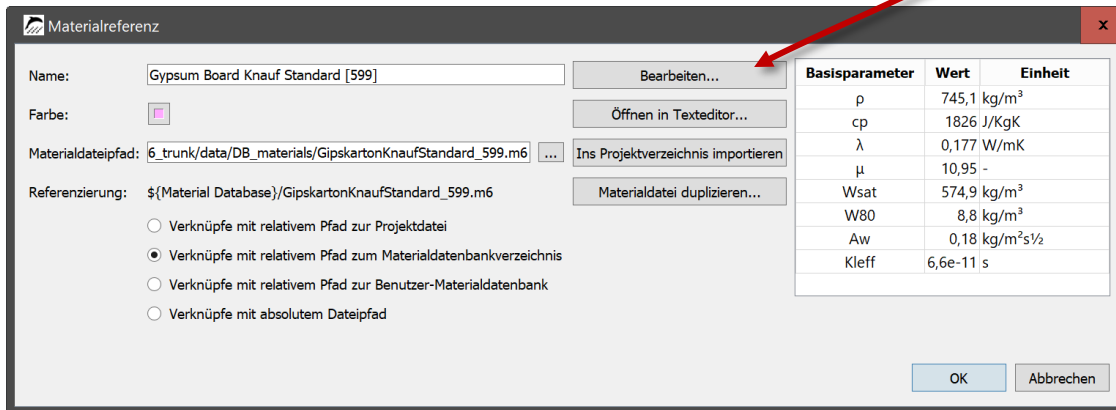 Materialreferenz
x
Name:
Gypsum Board Knauf Standard [599]
Bearbeiten...
Farbe:
Öffnen in Texteditor...
Materialdateipfad:
6_trunk/data/DB_materials/GipskartonKnaufStandard_599.m6
...
Ins Projektverzeichnis importieren
Referenzierung:
${Material Database}/GipskartonKnaufStandard_599.m6
Materialdatei duplizieren...
Verknüpfe mit relativem Pfad zur Projektdatei
Verknüpfe mit relativem Pfad zum Materialdatenbankverzeichnis
Verknüpfe mit relativem Pfad zur Benutzer-Materialdatenbank
Verknüpfe mit absolutem Dateipfad
Basisparameter Wert Einheit
ρ 745,1 kg/m³
cp 1826 J/KgK
λ 0,177 W/mK
μ 10,95 -
Wsat 574,9 kg/m³
W80 8,8 kg/m³
Aw 0,18 kg/m²s½
Kleff 6,6e-11 s
OK
Abbrechen